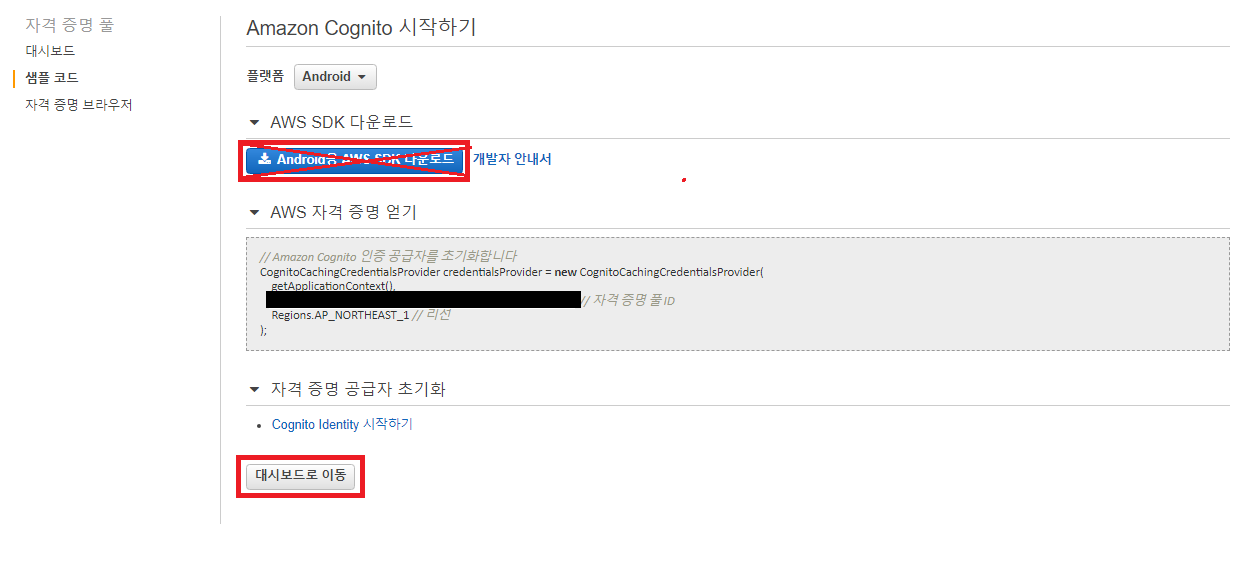 자격 증명 풀
대시보드
샘플 코드
자격 증명 브라우저
Amazon Cognito 시작하기
플랫폼 Android
AWS SDK 다운로드
Android용 AWS SDK 다운로드 개발자 안내서
AWS 자격 증명 얻기
// Amazon Cognito 인증 공급자를 초기화합니다
CognitoCachingCredentialsProvider credentialsProvider = new CognitoCachingCredentialsProvider(
getApplicationContext(),
// 자격 증명 풀 ID
Regions.AP_NORTHEAST_1 // 리전
);
자격 증명 공급자 초기화
Cognito Identity 시작하기
대시보드로 이동